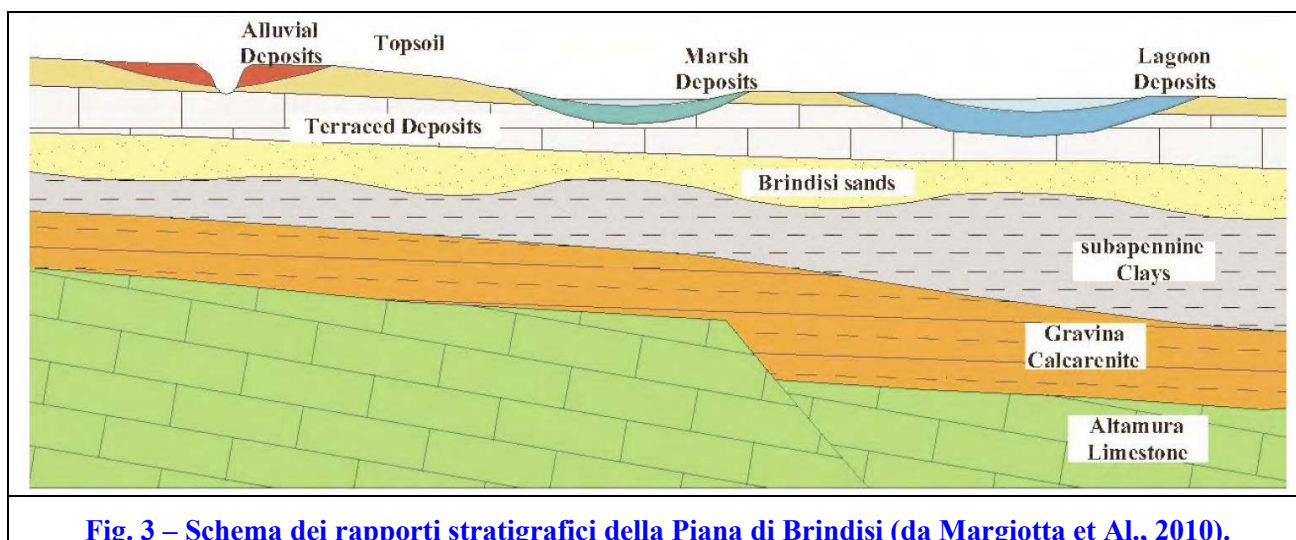 Alluvial
Deposits
Topsoil
Marsh
Deposits
Lagoon
Deposits
Terraced Deposits
Brindisi sands
subapennine
Clays
Gravina
Calcarenite
Altamura
Limestone
Fig. 3 – Schema dei rapporti stratigrafici della Piana di Brindisi (da Margiotta et Al., 2010).